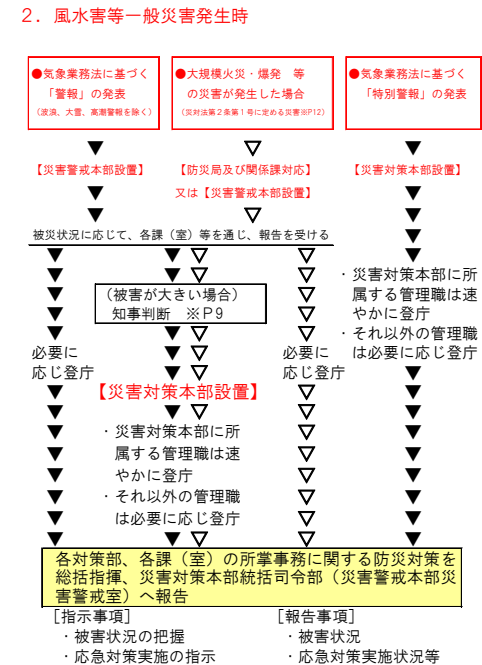 2．風水害等一般災害発生時
●気象業務法に基づく
「警報」の発表
（波浪、大雪、高潮警報を除く）
●大規模火災・爆発　等
の災害が発生した場合
（災対法第２条第１号に定める災害※P12）
●気象業務法に基づく
「特別警報」の発表
【災害警戒本部設置】
【防災局及び関係課対応】
又は【災害警戒本部設置】
【災害対策本部設置】
被災状況に応じて、各課（室）等を通じ、報告を受ける
（被害が大きい場合）
知事判断　※Ｐ９
必要に
応じ登庁
必要に
応じ登庁
・災害対策本部に所
属する管理職は速
やかに登庁
・それ以外の管理職
は必要に応じ登庁
【災害対策本部設置】
・災害対策本部に所
属する管理職は速
やかに登庁
・それ以外の管理職
は必要に応じ登庁
各対策部、各課（室）の所掌事務に関する防災対策を
総括指揮、災害対策本部統括司令部（災害警戒本部災
害警戒室）へ報告
［指示事項］
・被害状況の把握
・応急対策実施の指示
［報告事項］
・被害状況
・応急対策実施状況等